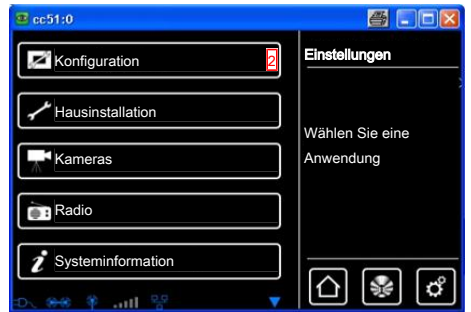 cc51:0
Konfiguration 2
Hausinstallation
Kameras
Radio
Systeminformation
Einstellungen
Wählen Sie eine
Anwendung